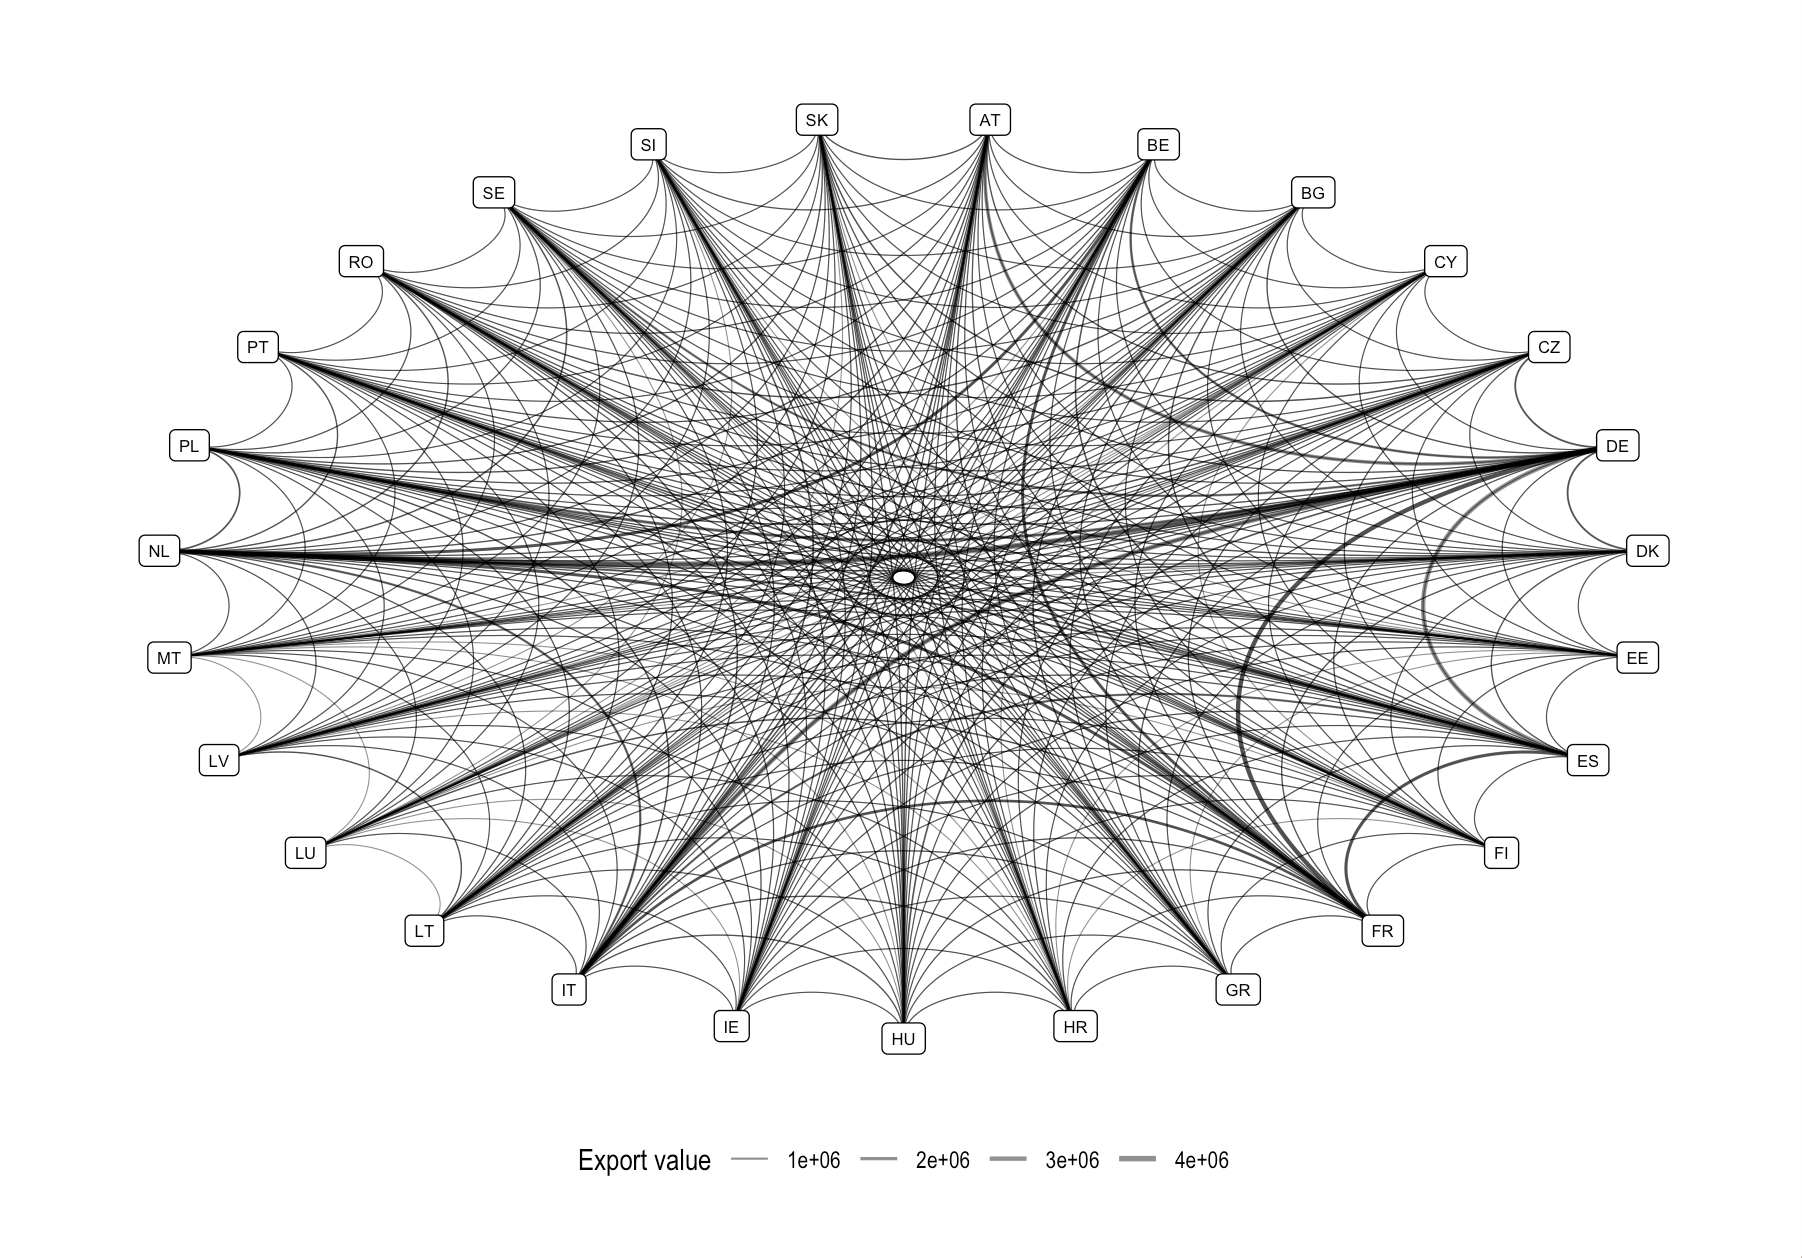 SK
AT
SI
BE
SE
BG
RO
CY
PT
CZ
PL
DE
NL
DK
MT
EE
LV
ES
LU
FI
LT
FR
IT
GR
IE
HR
HU
Export value 1e+06 2e+06 3e+06 4e+06